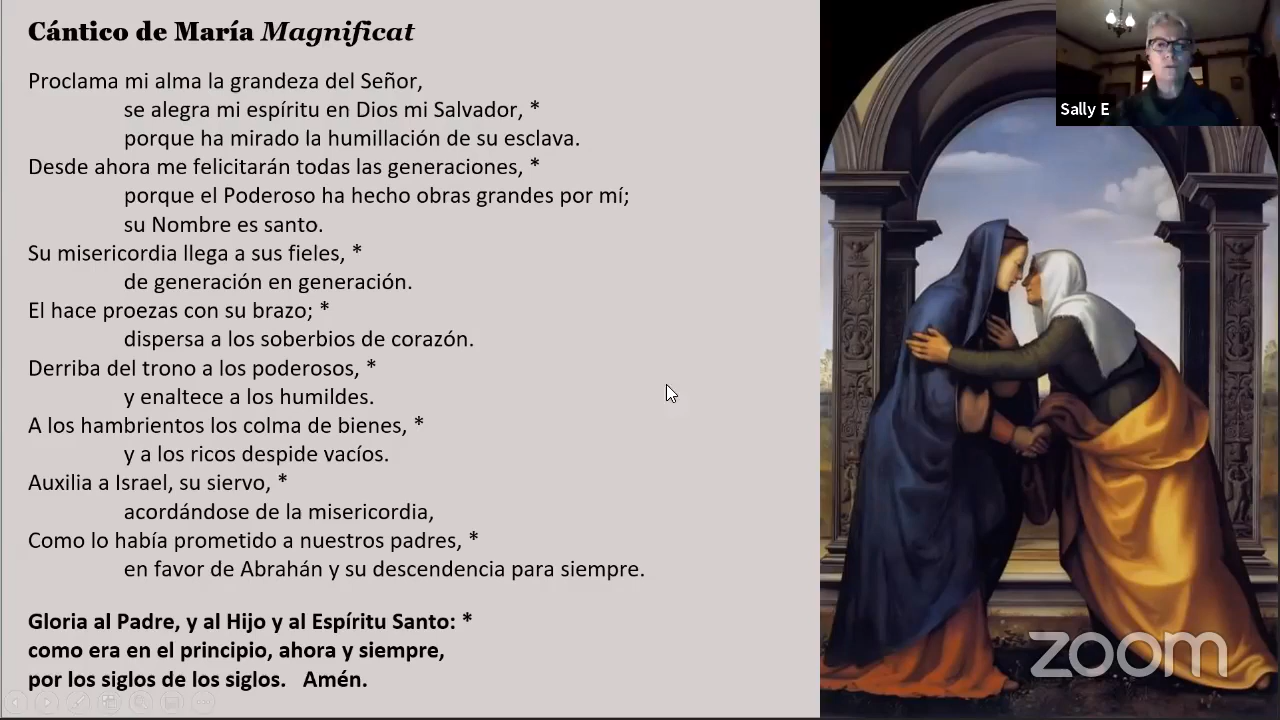 Cántico de María Magnificat
Proclama mi alma la grandeza del Señor,
se alegra mi espíritu en Dios mi Salvador, *
porque ha mirado la humillación de su esclava.
Desde ahora me felicitarán todas las generaciones, *
porque el Poderoso ha hecho obras grandes por mí;
su Nombre es santo.
Su misericordia llega a sus fieles, *
de generación en generación.
El hace proezas con su brazo; *
dispersa a los soberbios de corazón.
Derriba del trono a los poderosos, *
y enaltece a los humildes.
A los hambrientos los colma de bienes, *
y a los ricos despide vacíos.
Auxilia a Israel, su siervo, *
acordándose de la misericordia,
Como lo había prometido a nuestros padres, *
en favor de Abrahán y su descendencia para siempre.
Gloria al Padre, y al Hijo y al Espíritu Santo: *
como era en el principio, ahora y siempre,
por los siglos de los siglos. Amén.
Sally E
zoom